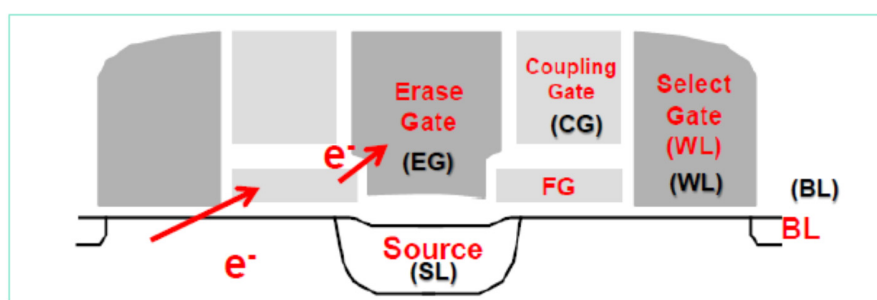 Coupling
Gate
(CG)
Erase
Gate
(EG)
e-
Select
Gate
(WL)
(WL)
FG
(BL)
BL
Source
(SL)
e-